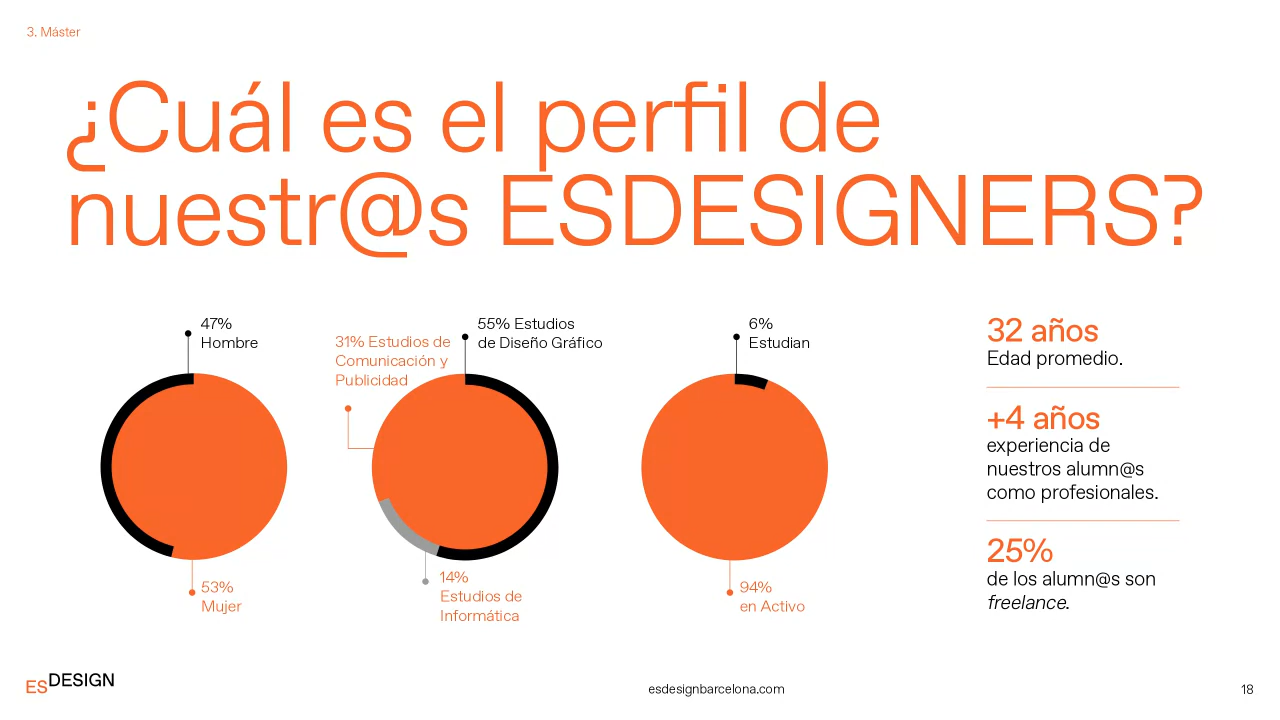 3. Máster
¿Cuál es el perfil de
nuestr@s ESDESIGNERS?
47%
Hombre
53%
Mujer
31% Estudios de
Comunicación y
Publicidad
55% Estudios
de Diseño Gráfico
14%
Estudios de
Informática
6%
Estudian
94%
en Activo
32 años
Edad promedio.
+4 años
experiencia de
nuestros alumn@s
como profesionales.
25%
de los alumn@s son
freelance.
ESDESIGN
esdesignbarcelona.com
18